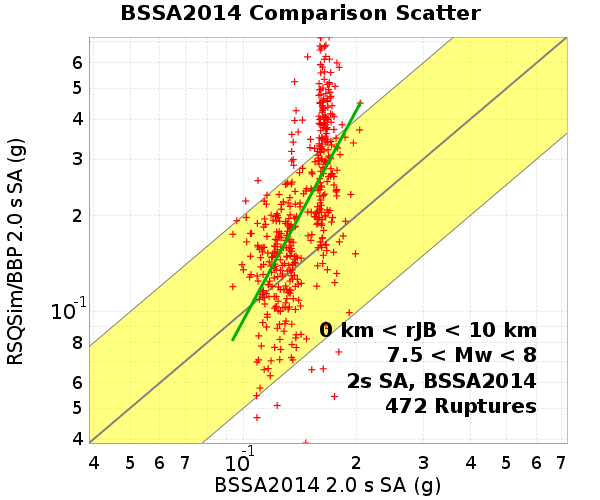 BSSA2014 Comparison Scatter
RSQSim/BBP 2.0 s SA (g)
6
5
4
3
2
10-1
8
6
5
4
0 km < rJB < 10 km
7.5 < Mw < 8
2s SA, BSSA2014
472 Ruptures
4 5 6 7 10-1 2 3 4 5 6 7
BSSA2014 2.0 s SA (g)